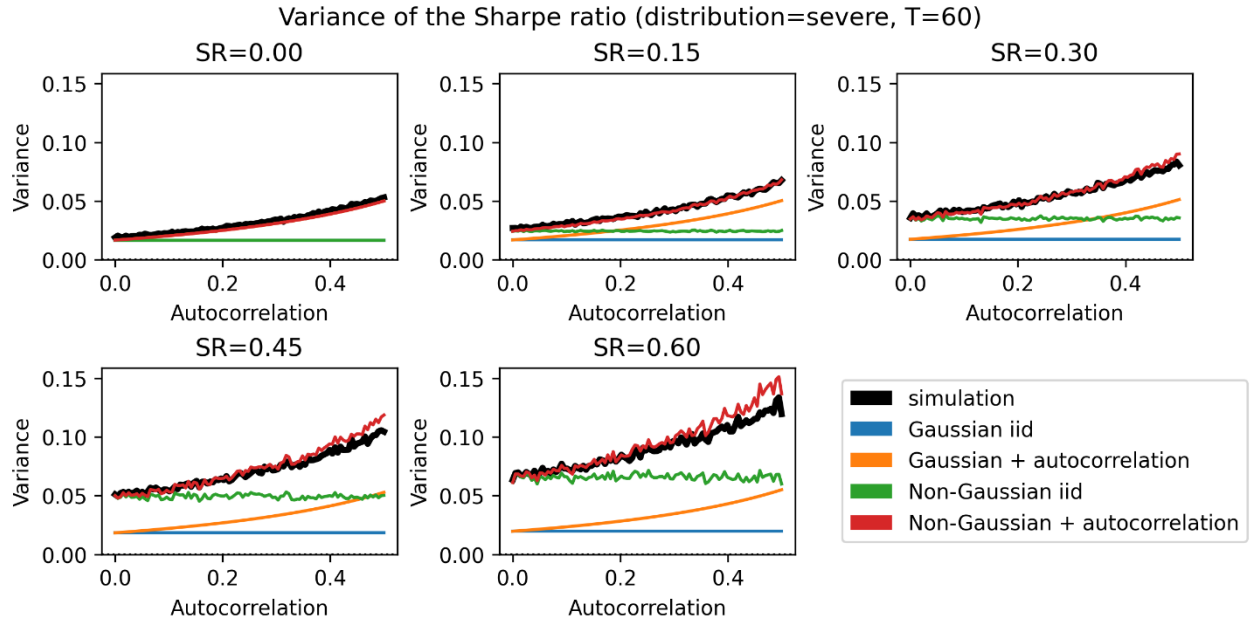 Variance of the Sharpe ratio (distribution=severe, T=60)
SR=0.00
SR=0.15
SR=0.30
0.15
0.10
0.05
0.00
Variance
0.0
0.2
0.4
Autocorrelation
0.15
0.10
0.05
0.00
Variance
0.0
0.2
0.4
Autocorrelation
0.15
0.10
0.05
0.00
Variance
0.0
0.2
0.4
Autocorrelation
SR=0.45
SR=0.60
0.15
0.10
0.05
0.00
Variance
0.0
0.2
0.4
Autocorrelation
0.15
0.10
0.05
0.00
Variance
0.0
0.2
0.4
Autocorrelation
simulation
Gaussian iid
Gaussian + autocorrelation
Non-Gaussian iid
Non-Gaussian + autocorrelation